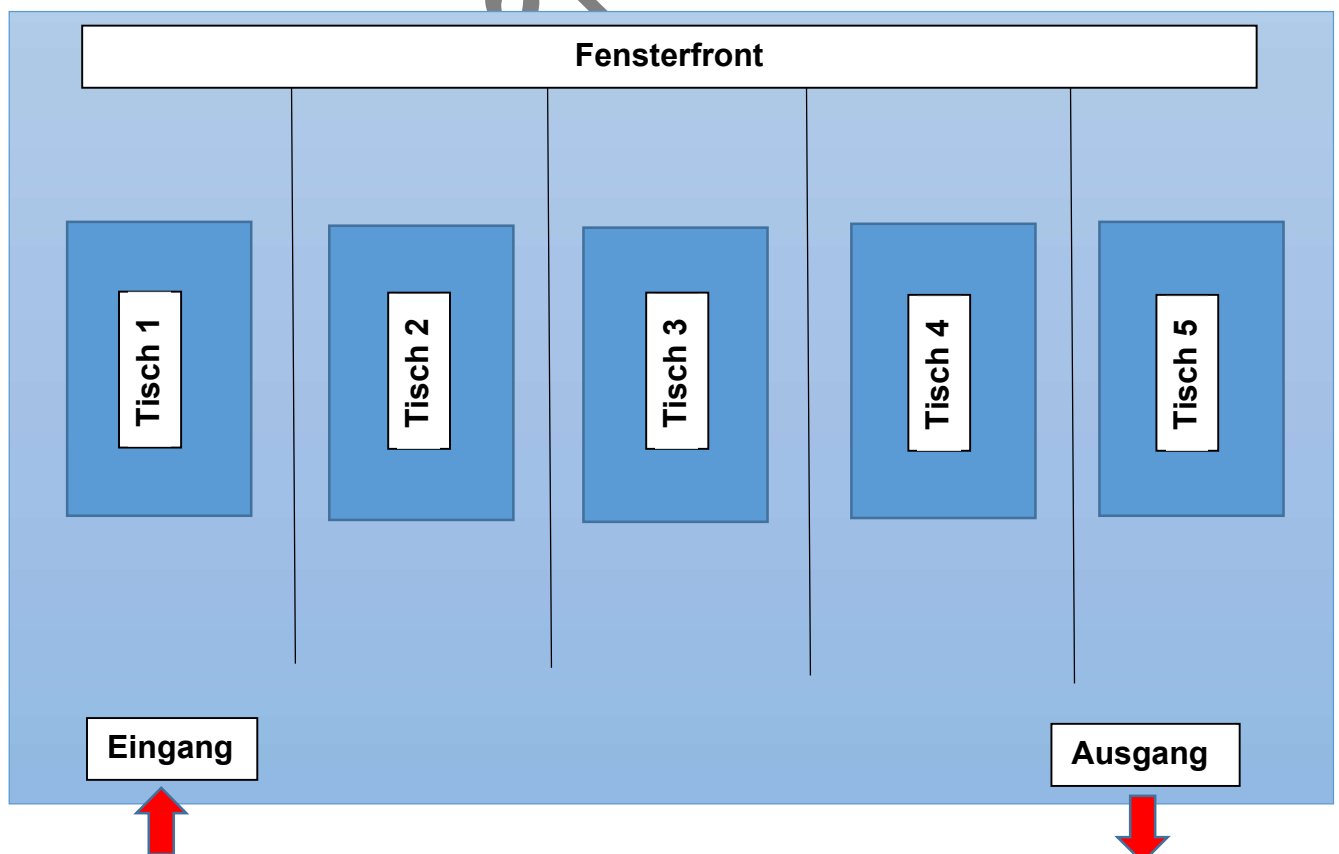 Fensterfront
Tisch 1
Tisch 2
Tisch 3
Tisch 4
Tisch 5
Eingang
Ausgang